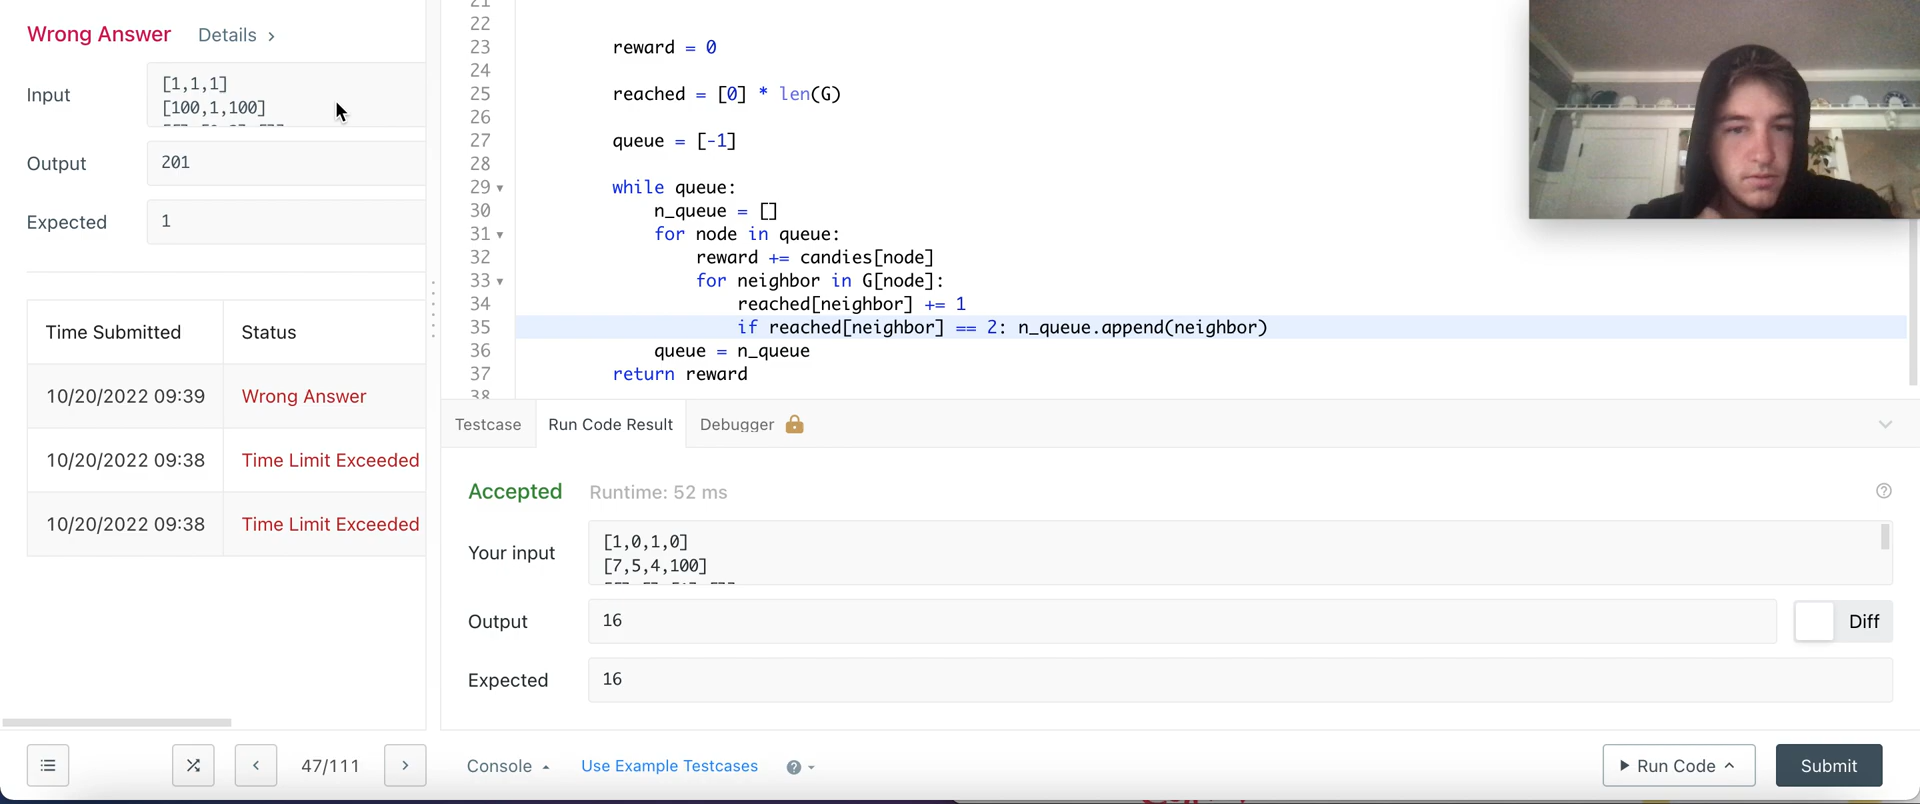 Wrong Answer Details >
Input
[1,1,1]
[100,1,100]
Output
201
Expected
1
Time Submitted Status
10/20/2022 09:39 Wrong Answer
10/20/2022 09:38 Time Limit Exceeded
10/20/2022 09:38 Time Limit Exceeded
47/111
21
22
23 reward = 0
24
25 reached = [0] * len(G)
26
27 queue = [-1]
28
29 while queue:
30 n_queue = []
31 for node in queue:
32 reward += candies[node]
33 for neighbor in G[node]:
34 reached[neighbor] += 1
35 if reached[neighbor] == 2: n_queue.append(neighbor)
36 queue = n_queue
37 return reward
38
Testcase Run Code Result Debugger
Accepted Runtime: 52 ms
Your input
[1,0,1,0]
[7,5,4,100]
Output
16
Diff
Expected
16
Console Use Example Testcases
Run Code Submit